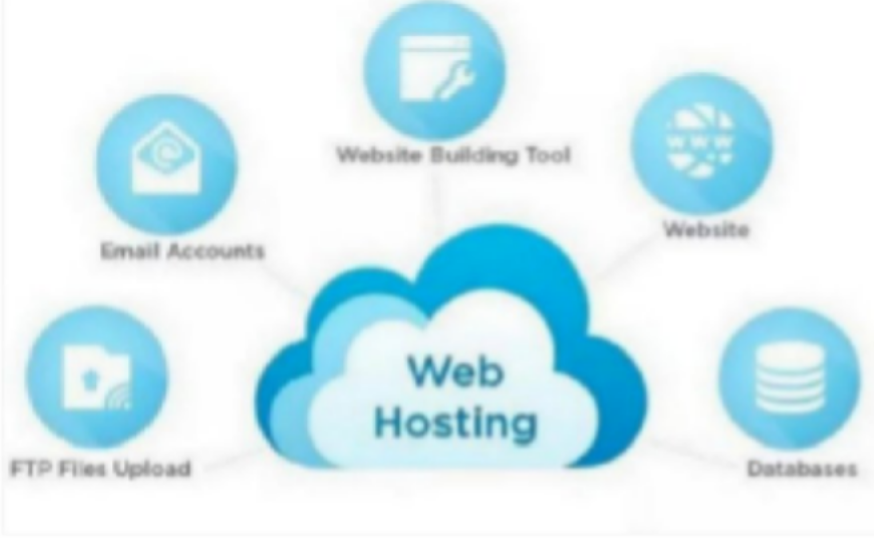 Website Building Tool
Email Accounts
Website
Web
Hosting
FTP Files Upload
Databases